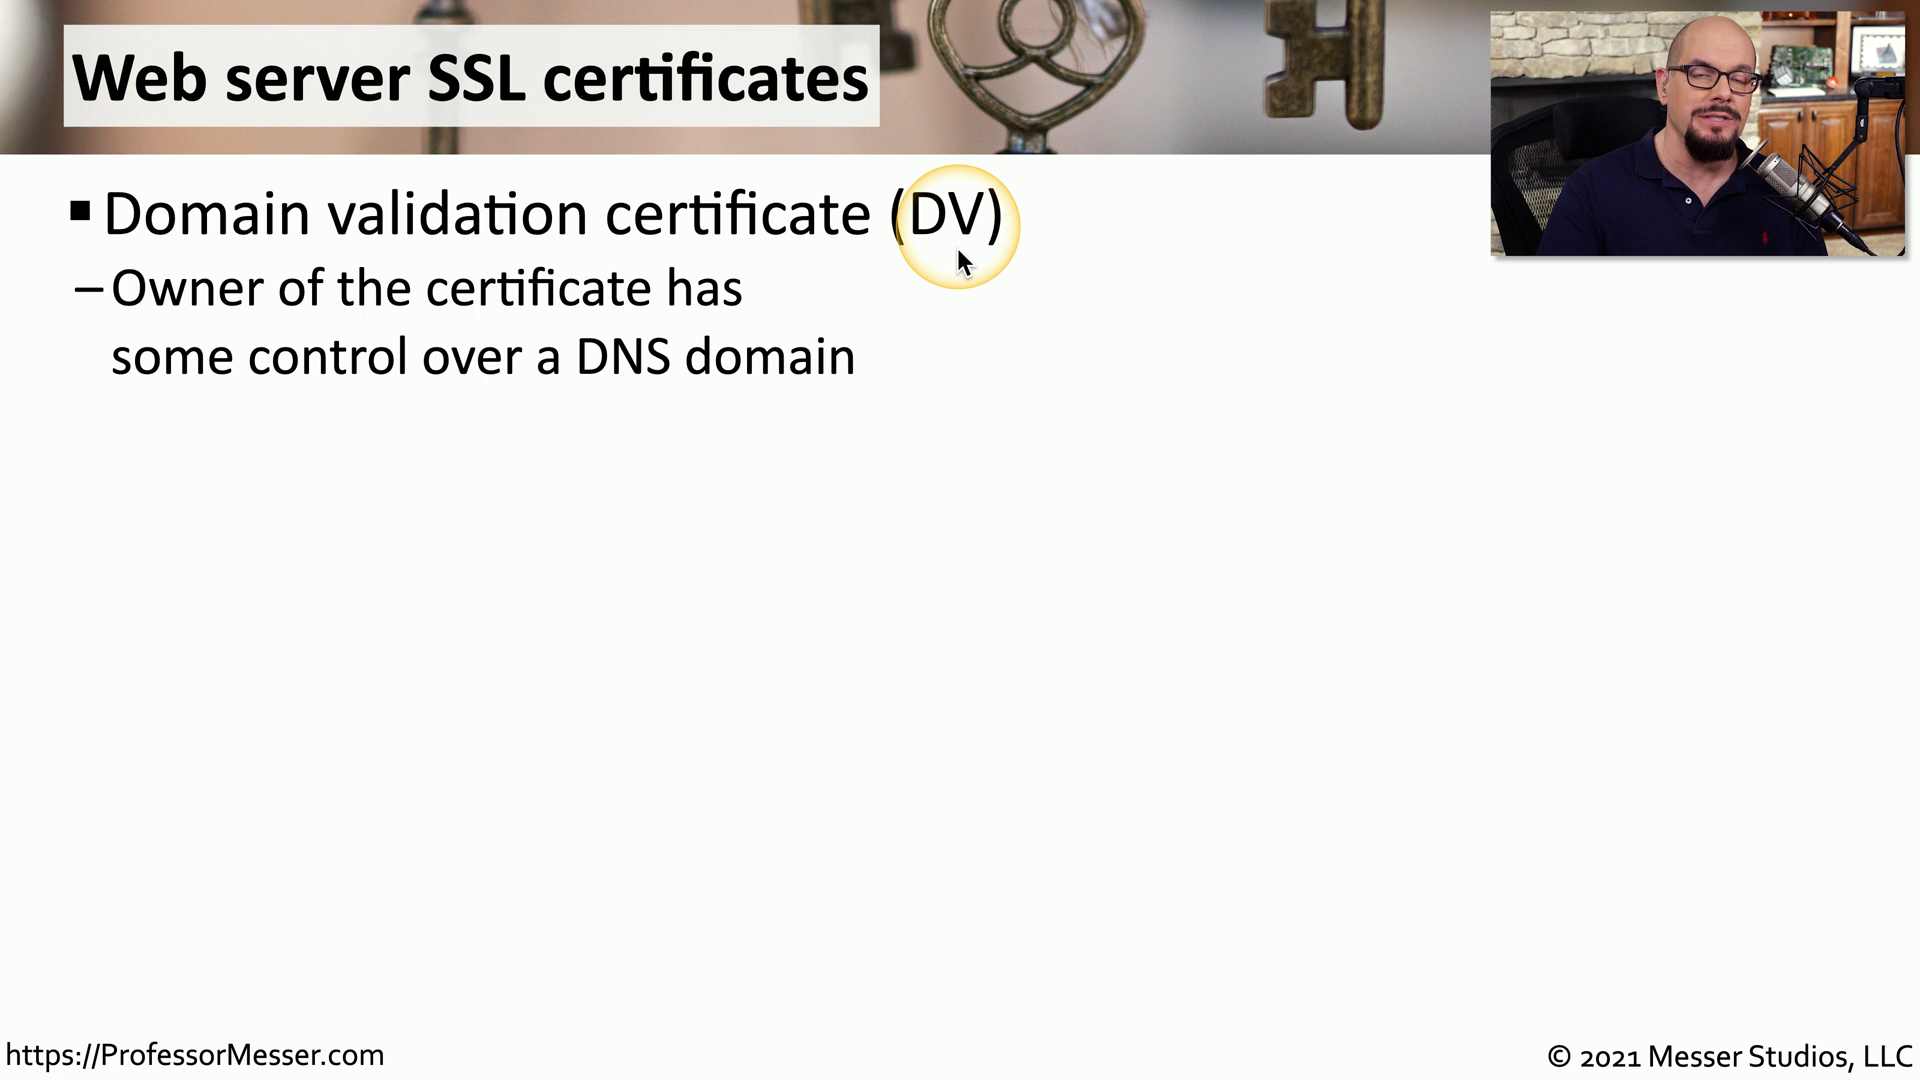 Web server SSL certificates
▪ Domain validation certificate (DV)
– Owner of the certificate has
some control over a DNS domain
https://ProfessorMesser.com
© 2021 Messer Studios, LLC